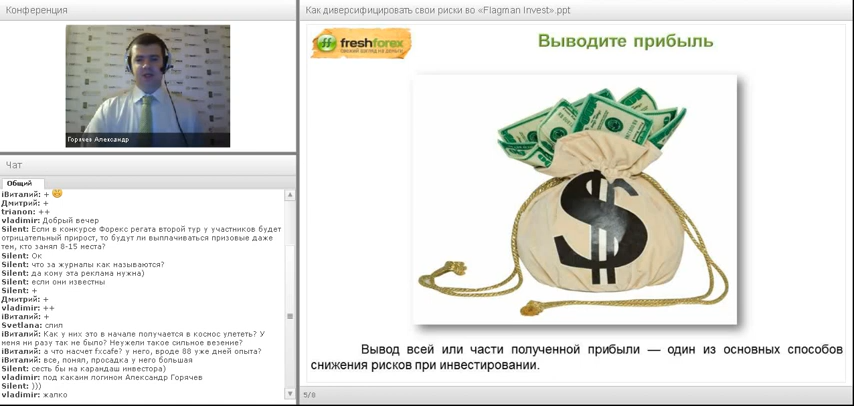 Конференция
Горячев Александр
Чат
Общий
iВиталий: +
Дмитрий: +
trianon: ++
vladimir: Добрый вечер
Silent: Если в конкурсе Форекс регата второй тур у участников будет
отрицательный прирост, то будут ли выплачиваться призовые даже
тем, кто занял 8-15 места?
Silent: Ок
Silent: что за журналы как называются?
Silent: да кому эта реклама нужна)
Silent: если они известны
Silent: +
Дмитрий: +
vladimir: ++
iВиталий: +
Svetlana: слил
iВиталий: Как у них это в начале получается в космос улететь? У
меня ни разу так не было? Неужели такое сильное везение?
iВиталий: а что насчет fxcafe? у него, вроде 88 уже дней опыта?
iВиталий: все, понял, просадка у него большая
Silent: сесть бы на карандаш инвестора)
vladimir: под какаин логином Александр Горячев
Silent: )))
vladimir: жалко
Как диверсифицировать свои риски во «Flagman Invest».ppt
freshforex
Выводите прибыль
$
Вывод всей или части полученной прибыли — один из основных способов
снижения рисков при инвестировании.